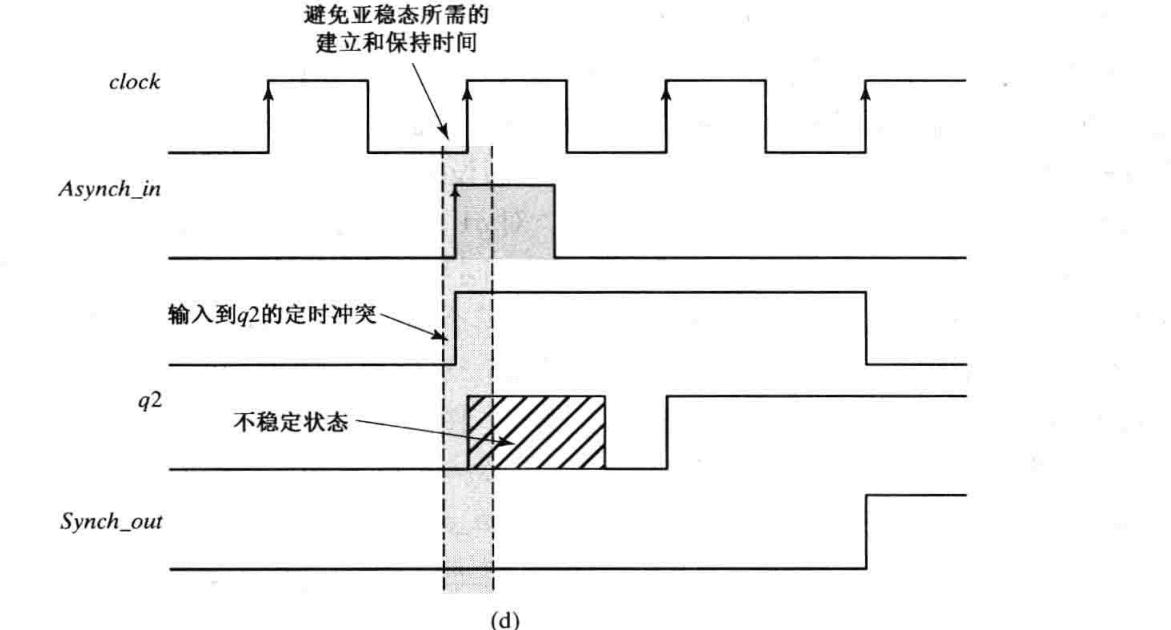 避免亚稳态所需的
建立和保持时间
clock
Asynch_in
输入到q2的定时冲突
q2
不稳定状态
Synch_out
(d)